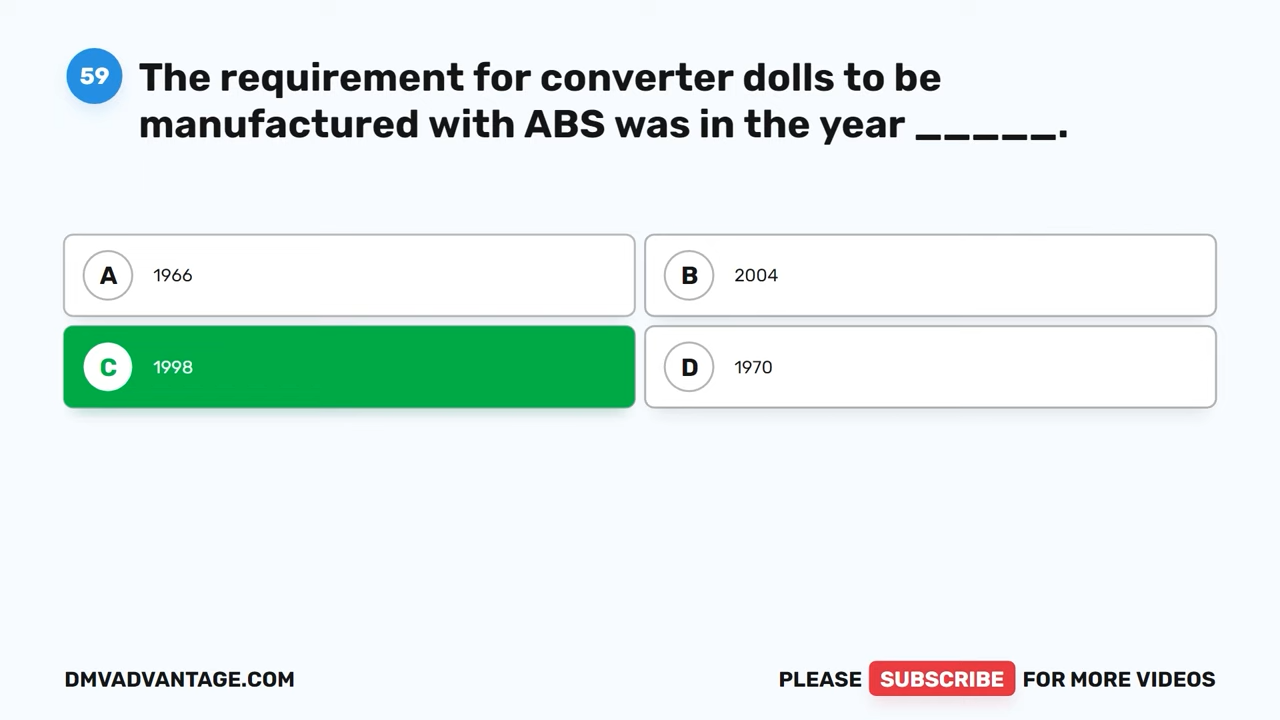 59
The requirement for converter dolls to be
manufactured with ABS was in the year _____.
A 1966
B 2004
C 1998
D 1970
DMVADVANTAGE.COM
PLEASE SUBSCRIBE FOR MORE VIDEOS